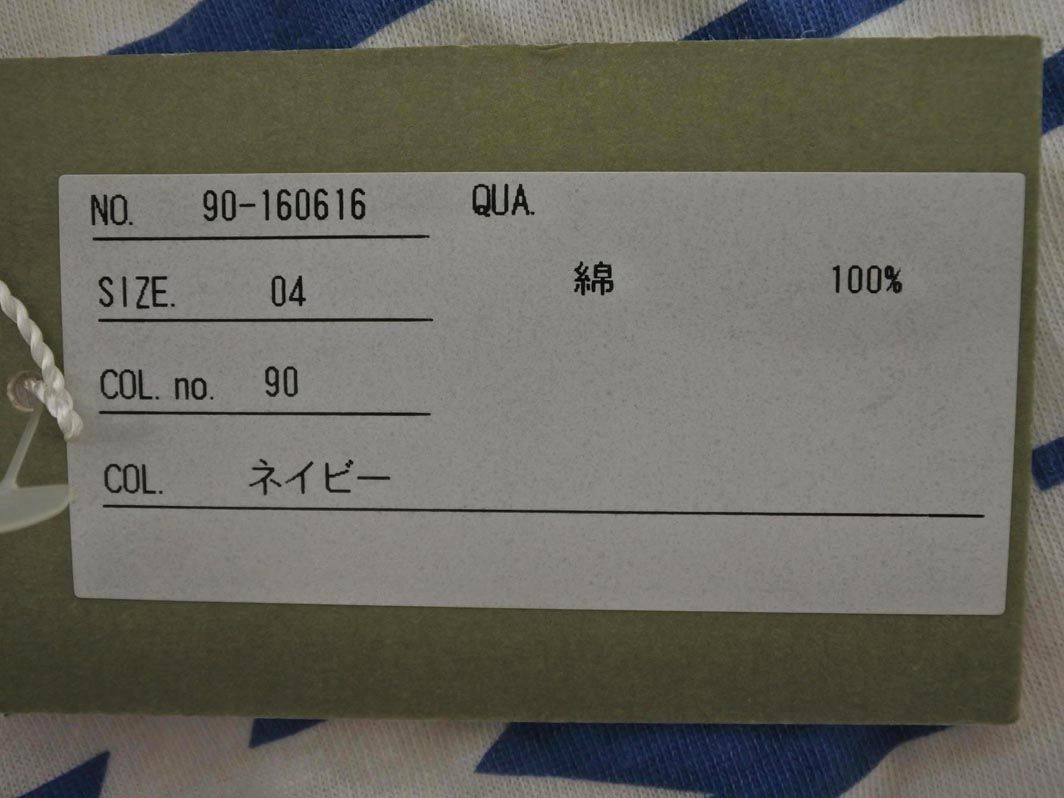 NO. 90-160616 QUA.
SIZE. 04 綿 100%
COL. no. 90
COL. ネイビー